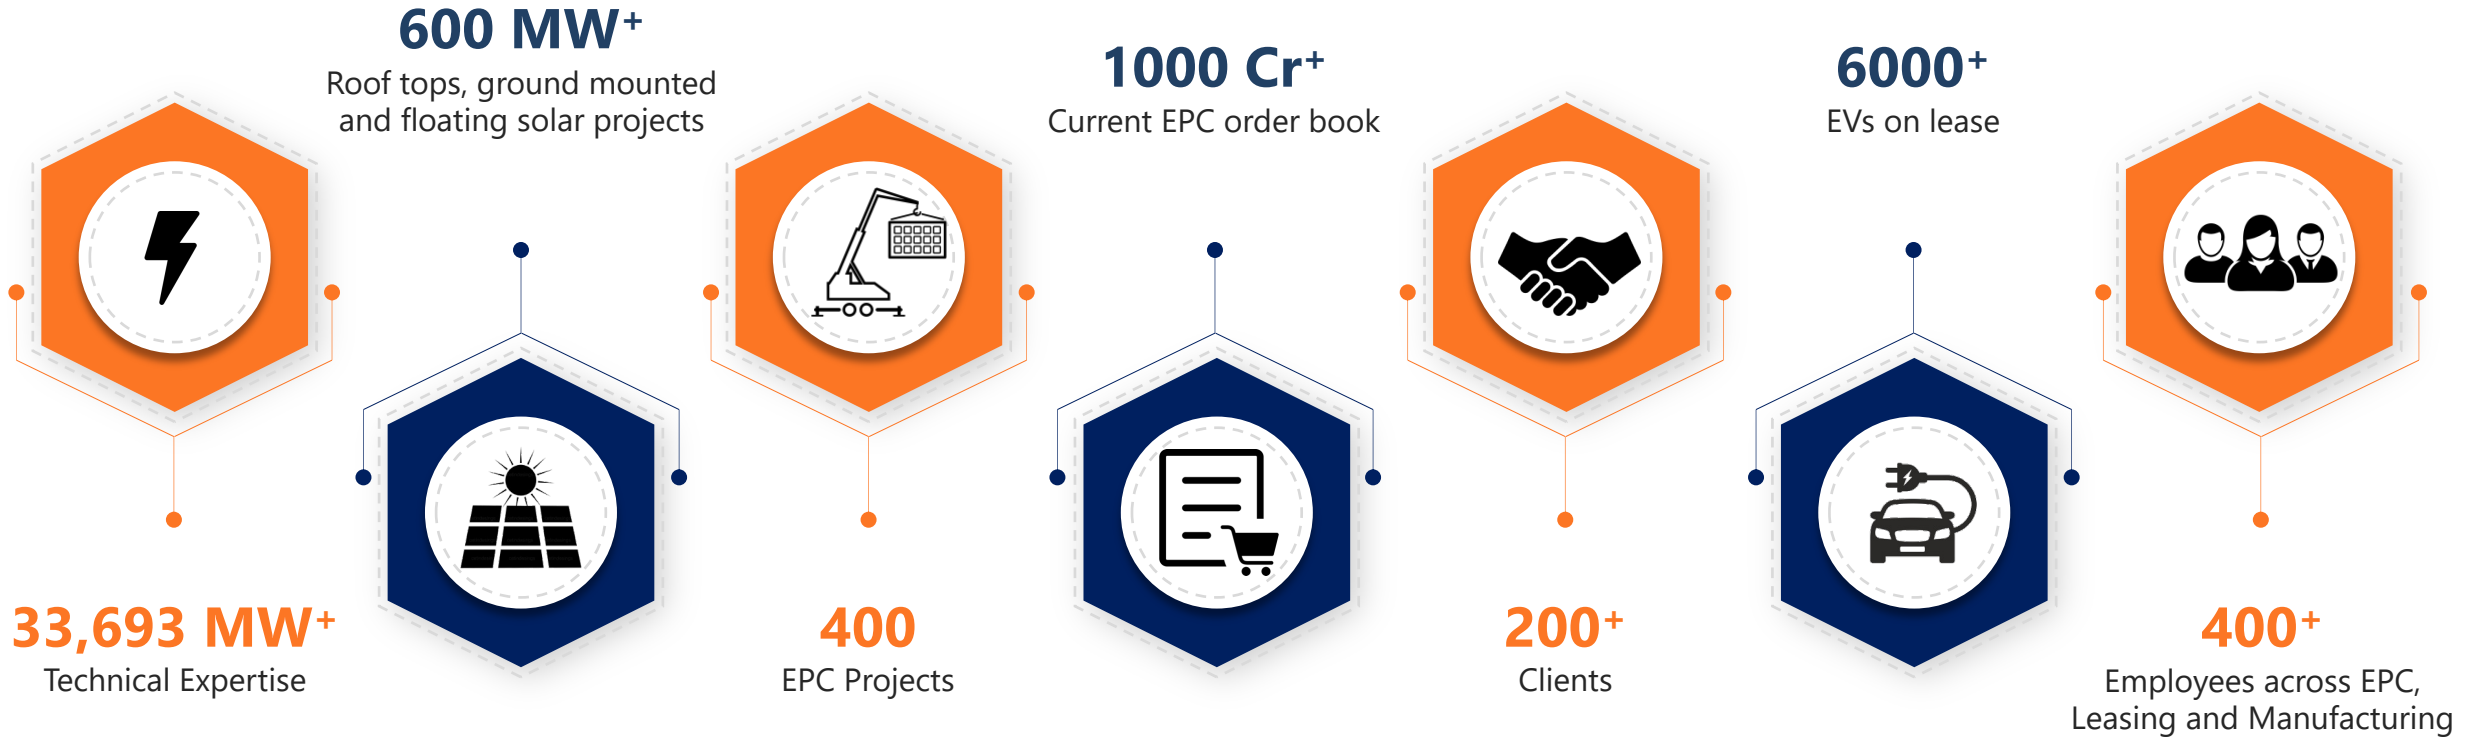 33,693 MW+
Technical Expertise
600 MW+
Roof tops, ground mounted
and floating solar projects
400
EPC Projects
1000 Cr+
Current EPC order book
200+
Clients
6000+
EVs on lease
400+
Employees across EPC,
Leasing and Manufacturing